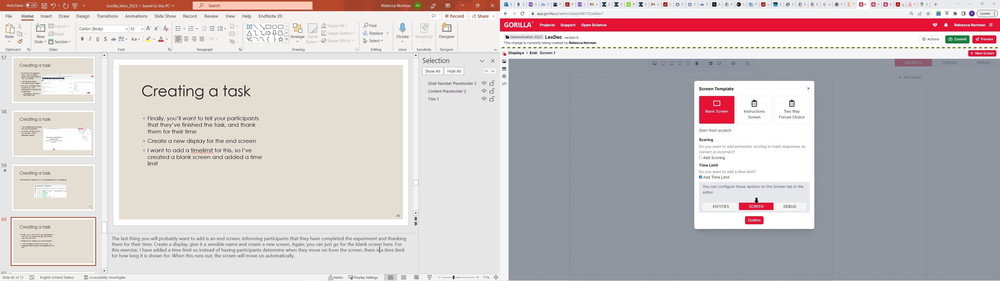 AutoSave Off Gorilla_Intro_2023 • Saved to this PC Search Rebecca Norman RN
File Home Insert Draw Design Transitions Animations Slide Show Record Review View Help EndNote 20 Record Share
Paste
Clipboard
New
Slide
Layout
Reset
Section
Slides
Calibri (Body) 12
B I U S ab AV Aa A
Font
Paragraph
Arrange
Quick
Styles
Shape Fill
Shape Outline
Shape Effects
Drawing
Find
Replace
Select
Editing
Dictate
Voice
Sensitivity
Sensitivity
Designer
Designer
57
Creating a task
58
Creating a task
59
Creating a task
60
Creating a task
61
Creating a task
Finally, you'll want to tell your participants
that they've finished the task, and thank
them for their time
Create a new display for the end screen
I want to add a timelimit for this, so I've
created a blank screen and added a time
limit
60
The last thing you will probably want to add is an end screen, informing participants that they have completed the experiment and thanking
them for their time. Create a display, give it a sensible name and create a new screen. Again, you can just go for the blank screen here. For
this exercise, I have added a time limit so instead of having participants determine when they move on from the screen, there is a time limit
for how long it is shown for. When this runs out, the screen will move on automatically.
Selection
Show All Hide All
Slide Number Placeholder 3
Content Placeholder 2
Title 1
Slide 60 of 72 English (United States) Accessibility: Investigate Notes Display Settings 71%
app.gorilla.sc/admin/task/646172/editor? R Update
GORILLA™ Projects Support Open Science Rebecca Norman
Demonstration 2023 LexDec version 6 Actions Commit Preview
This change is currently being created by Rebecca Norman
Displays > End: Screen 1 + New Screen
OBJECTS SCREEN DEBUG
+ Add Object
Screen Template
Blank Screen
Instructions
Screen
Two Way
Forced Choice
Start from scratch
Scoring
Do you want to add automatic scoring to mark responses as
correct or incorrect?
Add Scoring
Time Limit
Do you want to add a time limit?
Add Time Limit
You can configure these options on the Screen tab in the
editor
ENTITIES SCREEN DEBUG
Confirm